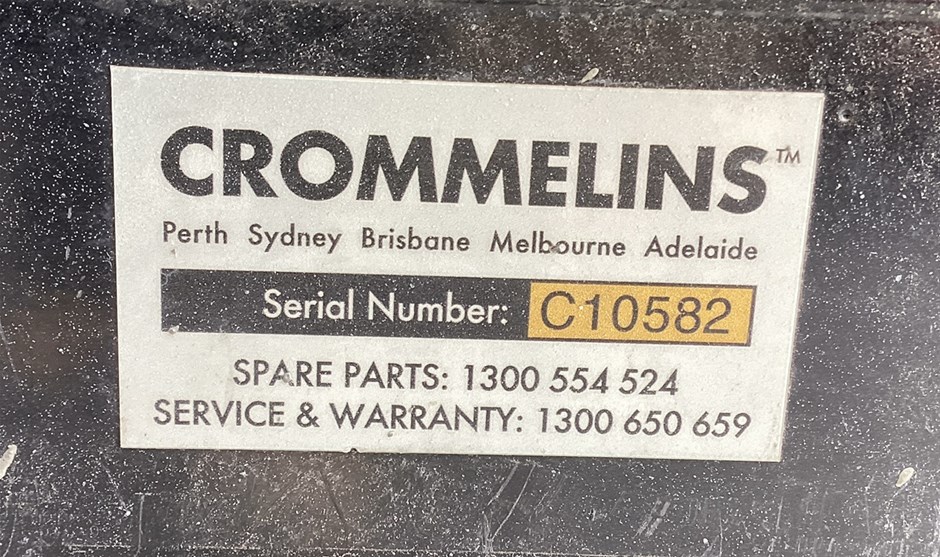 CROMMELINS™
Perth Sydney Brisbane Melbourne Adelaide
Serial Number: C10582
SPARE PARTS: 1300 554 524
SERVICE & WARRANTY: 1300 650 659